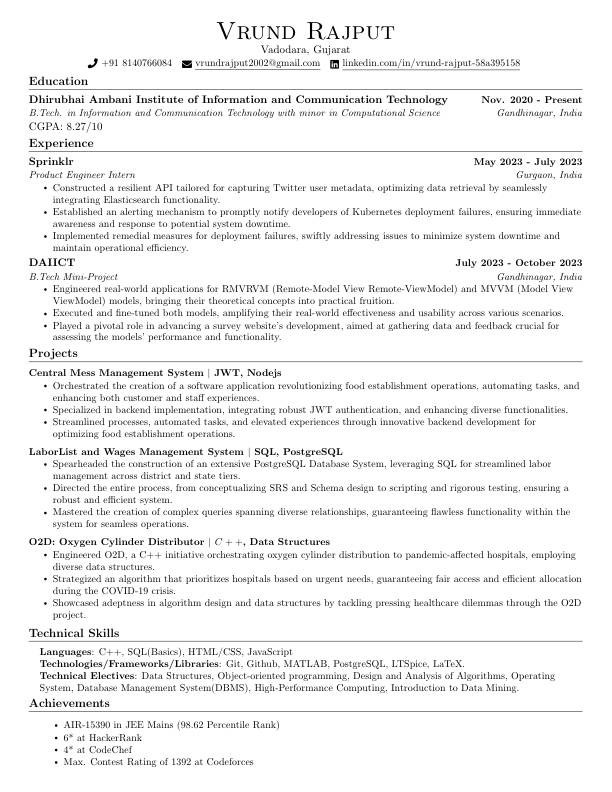 Vrund Rajput
Vadodara, Gujarat
+91 8140766084 vrundrajput2002@gmail.com linkedin.com/in/vrund-rajput-58a395158
Education
Dhirubhai Ambani Institute of Information and Communication Technology Nov. 2020 - Present
B.Tech. in Information and Communication Technology with minor in Computational Science Gandhinagar, India
CGPA: 8.27/10
Experience
Sprinklr May 2023 - July 2023
Product Engineer Intern Gurgaon, India
• Constructed a resilient API tailored for capturing Twitter user metadata, optimizing data retrieval by seamlessly
integrating Elasticsearch functionality.
• Established an alerting mechanism to promptly notify developers of Kubernetes deployment failures, ensuring immediate
awareness and response to potential system downtime.
• Implemented remedial measures for deployment failures, swiftly addressing issues to minimize system downtime and
maintain operational efficiency.
DAIICT July 2023 - October 2023
B.Tech Mini-Project Gandhinagar, India
• Engineered real-world applications for RMVRVM (Remote-Model View Remote-ViewModel) and MVVM (Model View
ViewModel) models, bringing their theoretical concepts into practical fruition.
• Executed and fine-tuned both models, amplifying their real-world effectiveness and usability across various scenarios.
• Played a pivotal role in advancing a survey website's development, aimed at gathering data and feedback crucial for
assessing the models' performance and functionality.
Projects
Central Mess Management System | JWT, Nodejs
• Orchestrated the creation of a software application revolutionizing food establishment operations, automating tasks, and
enhancing both customer and staff experiences.
• Specialized in backend implementation, integrating robust JWT authentication, and enhancing diverse functionalities.
• Streamlined processes, automated tasks, and elevated experiences through innovative backend development for
optimizing food establishment operations.
LaborList and Wages Management System | SQL, PostgreSQL
• Spearheaded the construction of an extensive PostgreSQL Database System, leveraging SQL for streamlined labor
management across district and state tiers.
• Directed the entire process, from conceptualizing SRS and Schema design to scripting and rigorous testing, ensuring a
robust and efficient system.
• Mastered the creation of complex queries spanning diverse relationships, guaranteeing flawless functionality within the
system for seamless operations.
O2D: Oxygen Cylinder Distributor | C ++, Data Structures
• Engineered O2D, a C++ initiative orchestrating oxygen cylinder distribution to pandemic-affected hospitals, employing
diverse data structures.
• Strategized an algorithm that prioritizes hospitals based on urgent needs, guaranteeing fair access and efficient allocation
during the COVID-19 crisis.
• Showcased adeptness in algorithm design and data structures by tackling pressing healthcare dilemmas through the O2D
project.
Technical Skills
Languages: C++, SQL(Basics), HTML/CSS, JavaScript
Technologies/Frameworks/Libraries: Git, Github, MATLAB, PostgreSQL, LTSpice, LaTeX.
Technical Electives: Data Structures, Object-oriented programming, Design and Analysis of Algorithms, Operating
System, Database Management System(DBMS), High-Performance Computing, Introduction to Data Mining.
Achievements
• AIR-15390 in JEE Mains (98.62 Percentile Rank)
• 6* at HackerRank
• 4* at CodeChef
• Max. Contest Rating of 1392 at Codeforces